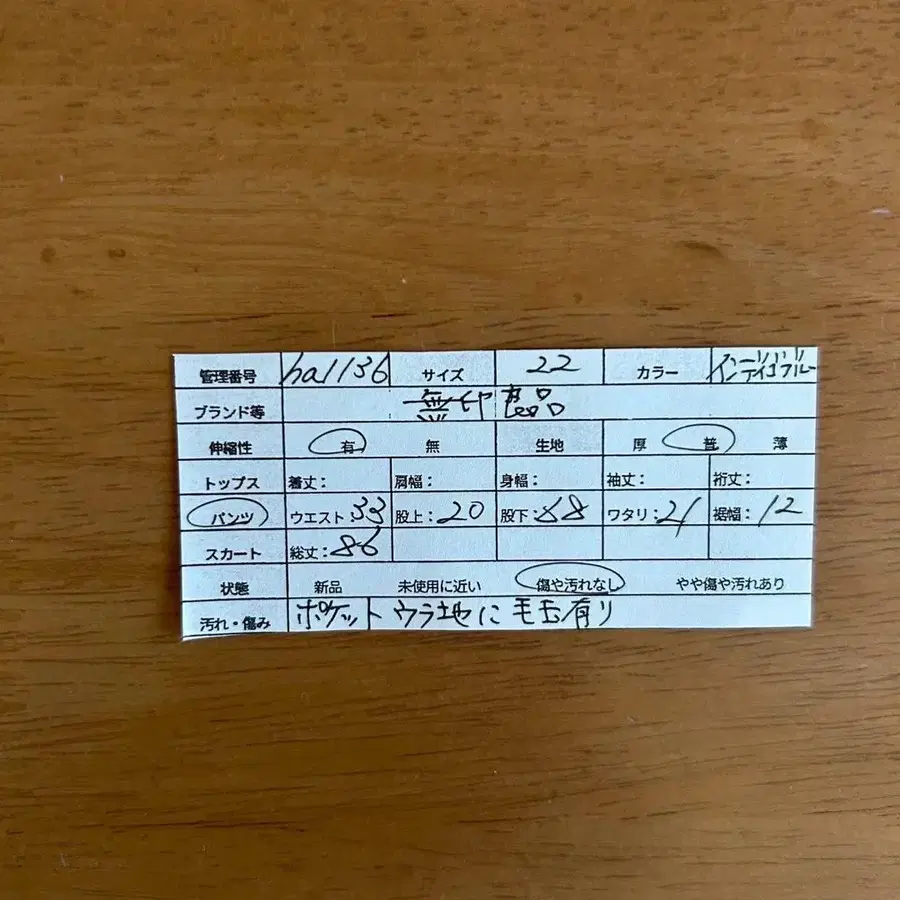 管理番号 ha1136 サイズ 22 カラー インディゴブルー
ブランド等 無印良品
伸縮性 有 無 生地 厚 普 薄
トップス 着丈: 肩幅: 身幅: 袖丈: 裄丈:
パンツ ウエスト:33 股上:20 股下:68 ワタリ:21 裾幅:12
スカート 総丈:86
状態 新品 未使用に近い 傷や汚れなし やや傷や汚れあり
汚れ・傷み ポケットウラ地に毛玉有り